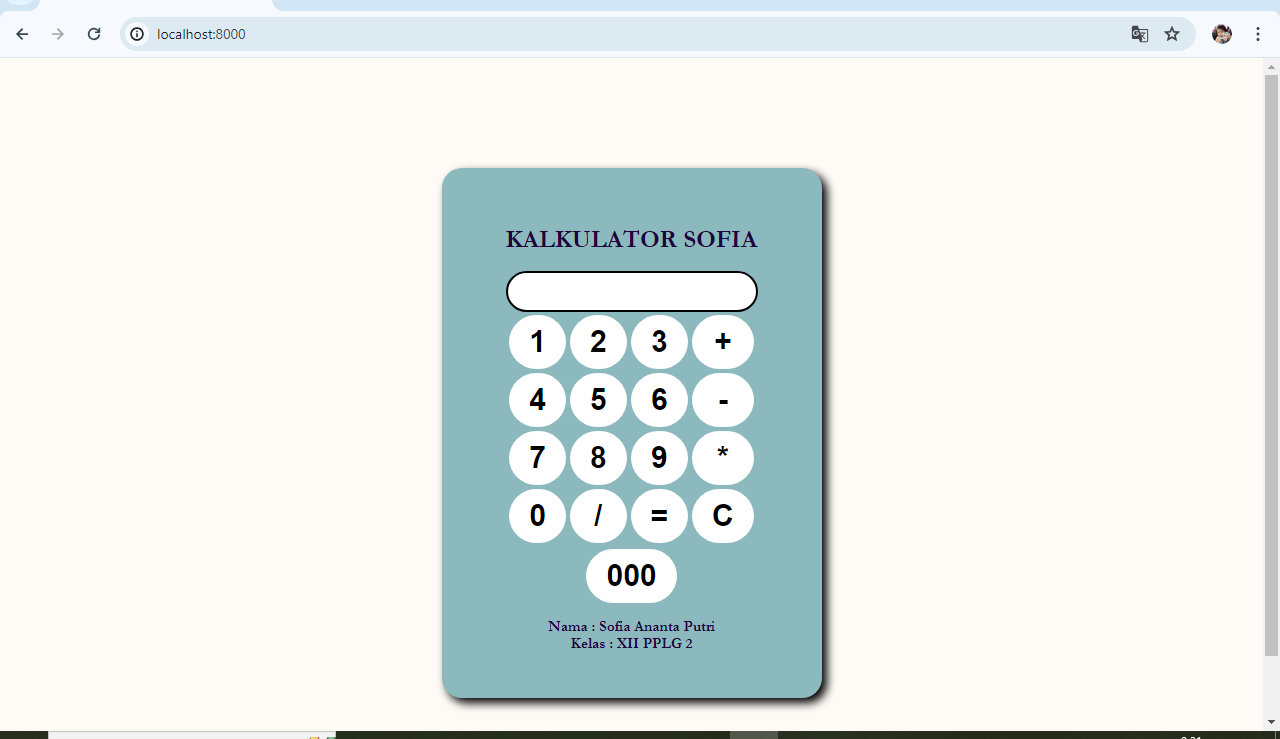 localhost:8000
KALKULATOR SOFIA
1 2 3 +
4 5 6 -
7 8 9 *
0 / = C
000
Nama : Sofia Ananta Putri
Kelas : XII PPLG 2